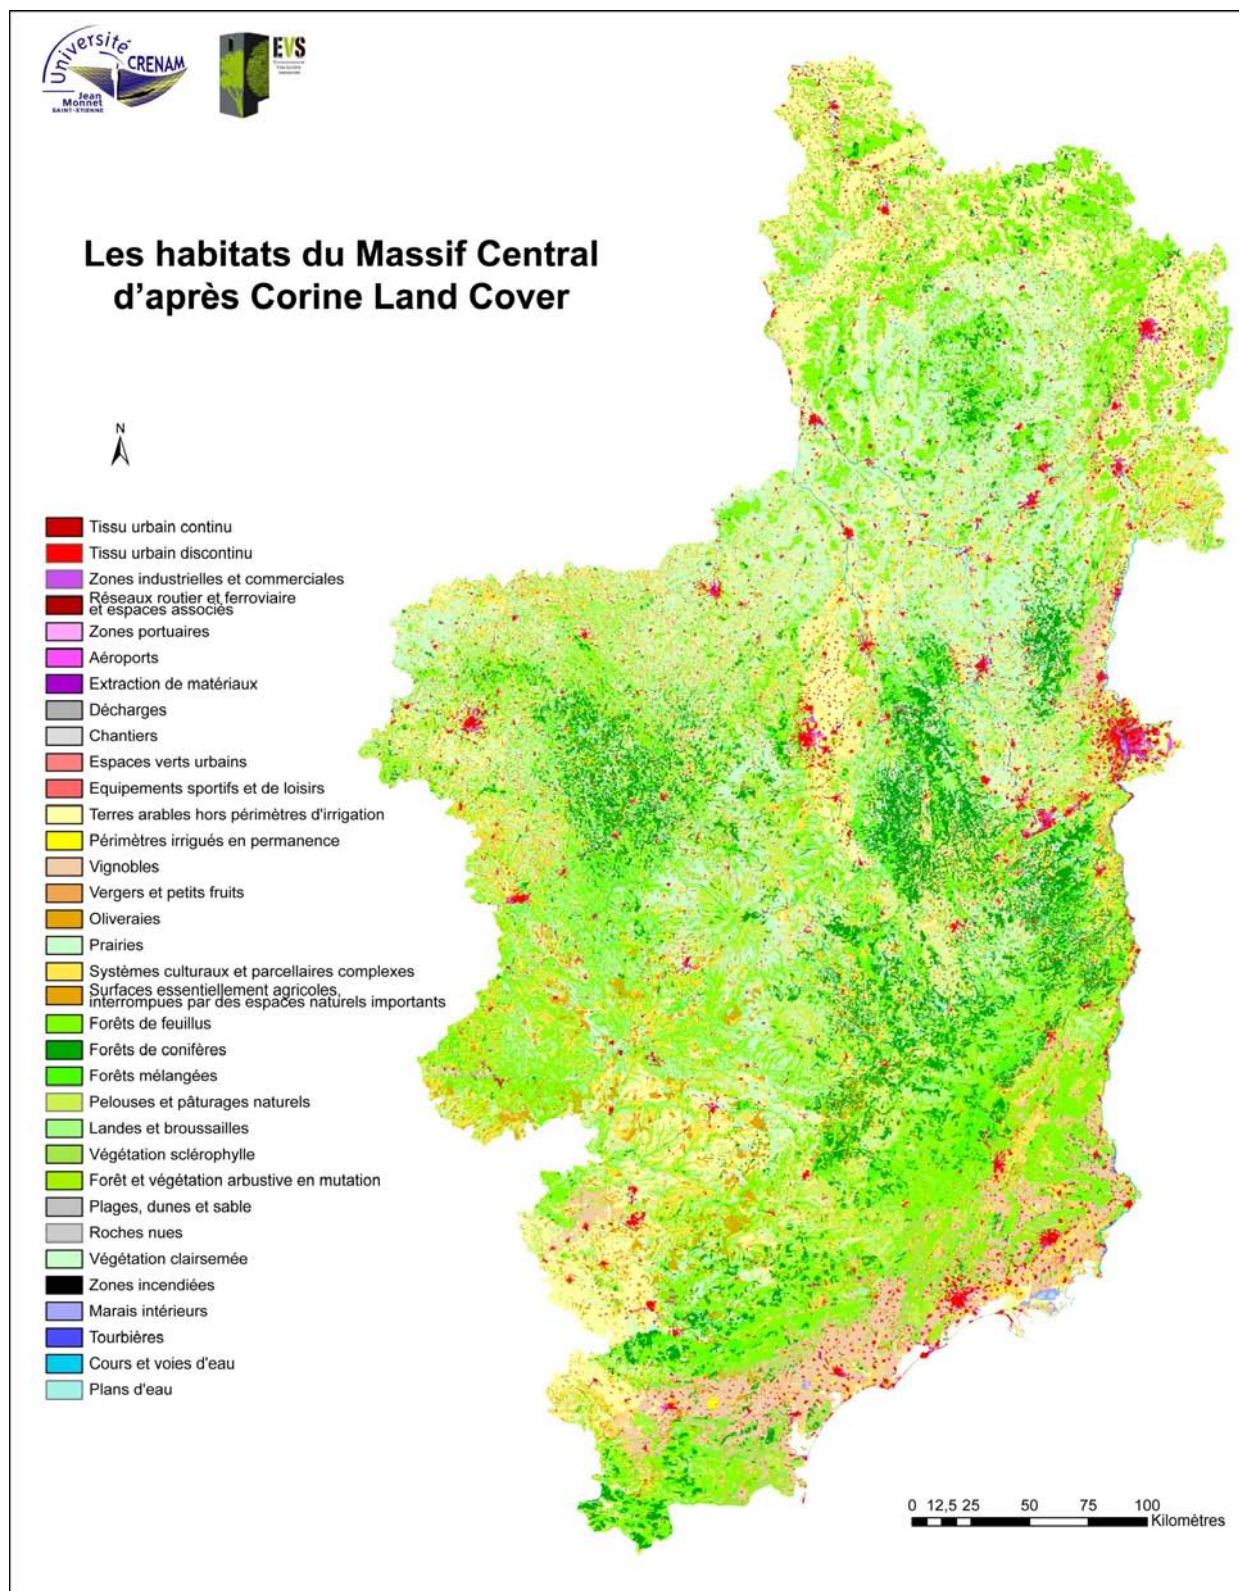 Université
CRENAM
Jean
Monnet
SAINT-ETIENNE
EVS
Les habitats du Massif Central
d'après Corine Land Cover
N
Tissu urbain continu
Tissu urbain discontinu
Zones industrielles et commerciales
Réseaux routier et ferroviaire
et espaces associés
Zones portuaires
Aéroports
Extraction de matériaux
Décharges
Chantiers
Espaces verts urbains
Equipements sportifs et de loisirs
Terres arables hors périmètres d'irrigation
Périmètres irrigués en permanence
Vignobles
Vergers et petits fruits
Oliveraies
Prairies
Systèmes culturaux et parcellaires complexes
Surfaces essentiellement agricoles,
interrompues par des espaces naturels importants
Forêts de feuillus
Forêts de conifères
Forêts mélangées
Pelouses et pâturages naturels
Landes et broussailles
Végétation sclérophylle
Forêt et végétation arbustive en mutation
Plages, dunes et sable
Roches nues
Végétation clairsemée
Zones incendiées
Marais intérieurs
Tourbières
Cours et voies d'eau
Plans d'eau
0 12,5 25 50 75 100
Kilomètres